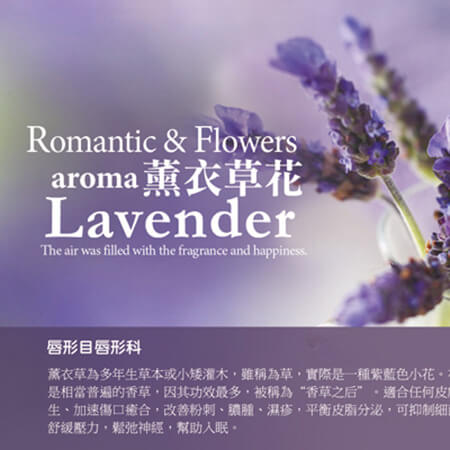 Romantic & Flowers
aroma 薰衣草花
Lavender
The air was filled with the fragrance and happiness.
唇形目唇形科
薰衣草為多年生草本或小矮灌木，雖稱為草，實際是一種紫藍色小花。
是相當普遍的香草，因其功效最多，被稱為“香草之后”。適合任何皮
生、加速傷口癒合，改善粉刺、膿腫、濕疹，平衡皮脂分泌，可抑制細
舒緩壓力，鬆弛神經，幫助入眠。